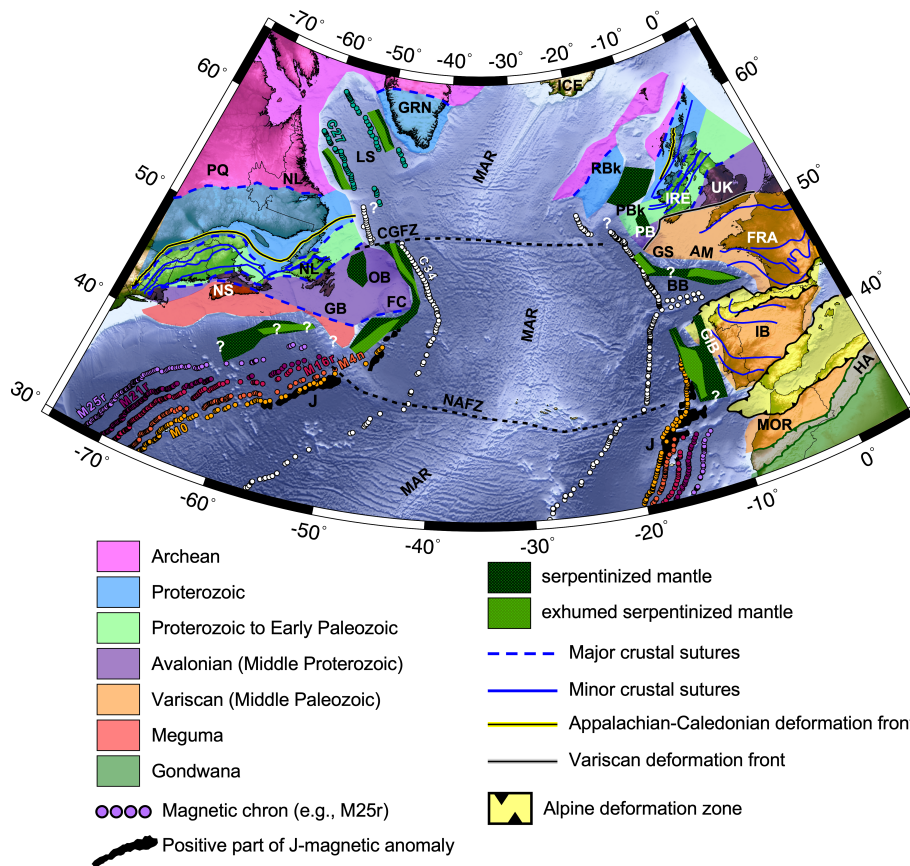 -70°
-60°
-50°
-40°
-30°
-20°
-10°
0°
60°
60°
ICE
GRN
C27
LS
PQ
NL
MAR
RBk
UK
IRE
50°
50°
?
PBk
?
PB
CGFZ
FRA
GS
AM
NL
OB
C34
?
BB
40°
40°
NS
GB
FC
MAR
GIB
IB
?
?
?
?
M16r
M4n
M25r
M21r
HA
30°
30°
M0
J
NAFZ
?
MOR
J
MAR
-70°
0°
-60°
-10°
-50°
-40°
-30°
-20°
Archean
Proterozoic
Proterozoic to Early Paleozoic
Avalonian (Middle Proterozoic)
Variscan (Middle Paleozoic)
Meguma
Gondwana
Magnetic chron (e.g., M25r)
Positive part of J-magnetic anomaly
serpentinized mantle
exhumed serpentinized mantle
Major crustal sutures
Minor crustal sutures
Appalachian-Caledonian deformation front
Variscan deformation front
Alpine deformation zone